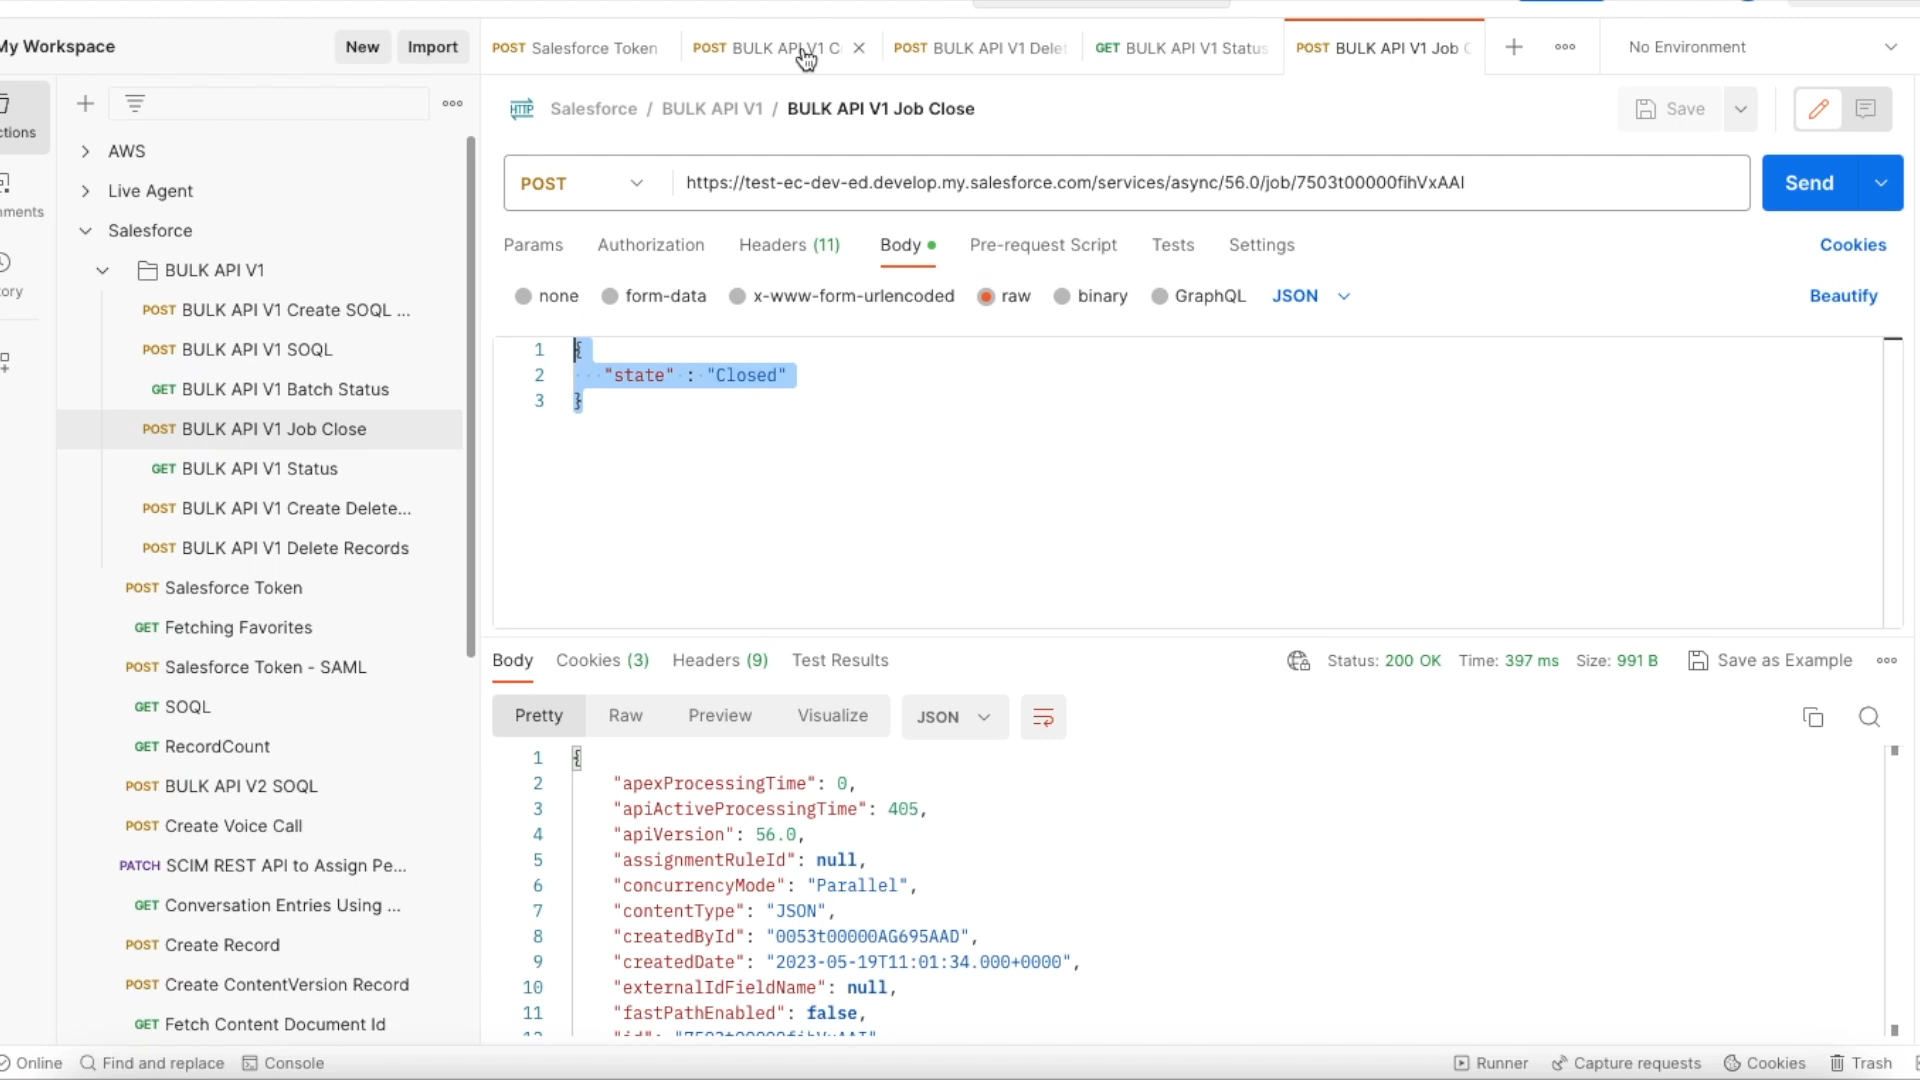 My Workspace
New
Import
POST Salesforce Token
POST BULK API V1 C
POST BULK API V1 Dele
GET BULK API V1 Status
POST BULK API V1 Job C
No Environment
Salesforce / BULK API V1 / BULK API V1 Job Close
Save
AWS
Live Agent
Salesforce
BULK API V1
POST BULK API V1 Create SOQL ...
POST BULK API V1 SOQL
GET BULK API V1 Batch Status
POST BULK API V1 Job Close
GET BULK API V1 Status
POST BULK API V1 Create Delete...
POST BULK API V1 Delete Records
POST Salesforce Token
GET Fetching Favorites
POST Salesforce Token - SAML
GET SOQL
GET RecordCount
POST BULK API V2 SOQL
POST Create Voice Call
PATCH SCIM REST API to Assign Pe...
GET Conversation Entries Using ...
POST Create Record
POST Create ContentVersion Record
GET Fetch Content Document Id
POST
https://test-ec-dev-ed.develop.my.salesforce.com/services/async/56.0/job/7503t00000fihVxAAI
Send
Params
Authorization
Headers (11)
Body
Pre-request Script
Tests
Settings
Cookies
none
form-data
x-www-form-urlencoded
raw
binary
GraphQL
JSON
Beautify
1 {
2 "state" : "Closed"
3 }
Body
Cookies (3)
Headers (9)
Test Results
Status: 200 OK
Time: 397 ms
Size: 991 B
Save as Example
Pretty
Raw
Preview
Visualize
JSON
1 {
2 "apexProcessingTime": 0,
3 "apiActiveProcessingTime": 405,
4 "apiVersion": 56.0,
5 "assignmentRuleId": null,
6 "concurrencyMode": "Parallel",
7 "contentType": "JSON",
8 "createdById": "0053t00000AG695AAD",
9 "createdDate": "2023-05-19T11:01:34.000+0000",
10 "externalIdFieldName": null,
11 "fastPathEnabled": false,
Online
Find and replace
Console
Runner
Capture requests
Cookies
Trash